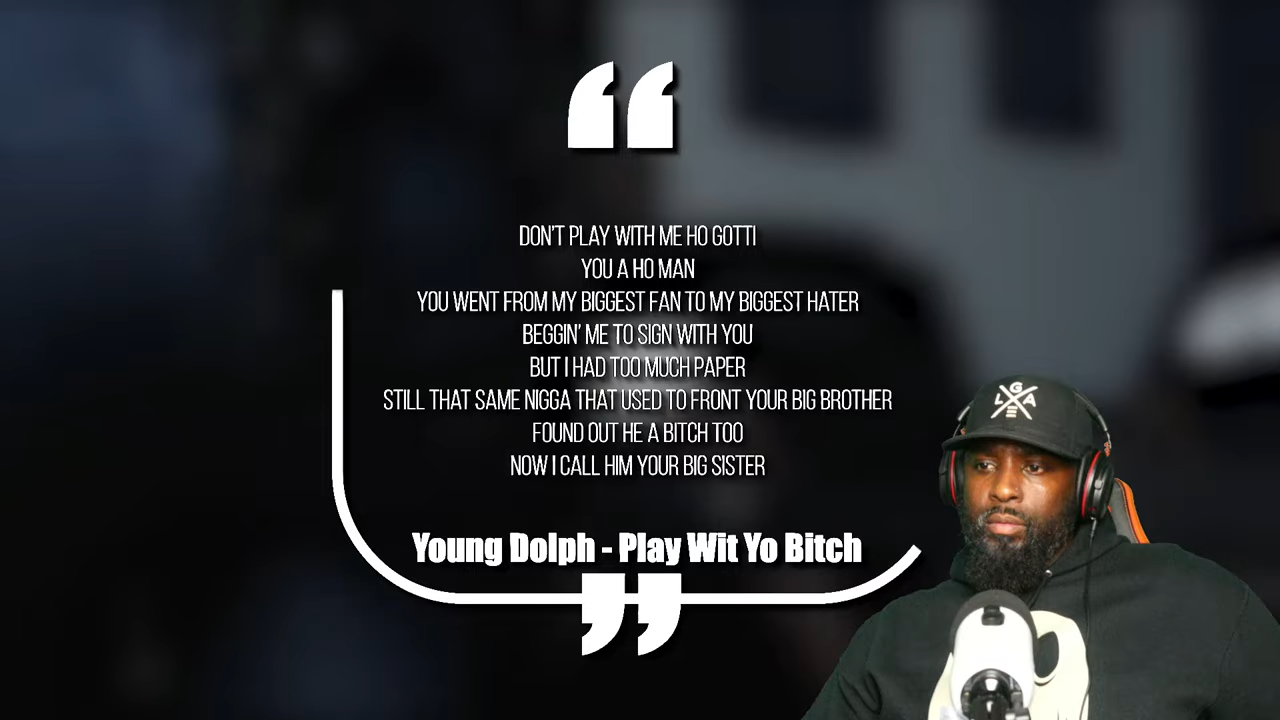 “
DON'T PLAY WITH ME HO GOTTI
YOU A HO MAN
YOU WENT FROM MY BIGGEST FAN TO MY BIGGEST HATER
BEGGIN' ME TO SIGN WITH YOU
BUT I HAD TOO MUCH PAPER
STILL THAT SAME NIGGA THAT USED TO FRONT YOUR BIG BROTHER
FOUND OUT HE A BITCH TOO
NOW I CALL HIM YOUR BIG SISTER
Young Dolph - Play Wit Yo Bitch
”
G
L A
E